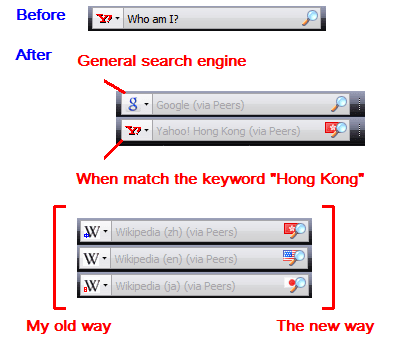 Before
Y! Who am I?
After
General search engine
g Google (via Peers)
Y! Yahoo! Hong Kong (via Peers)
When match the keyword "Hong Kong"
W Wikipedia (zh) (via Peers)
W Wikipedia (en) (via Peers)
W Wikipedia (ja) (via Peers)
My old way The new way